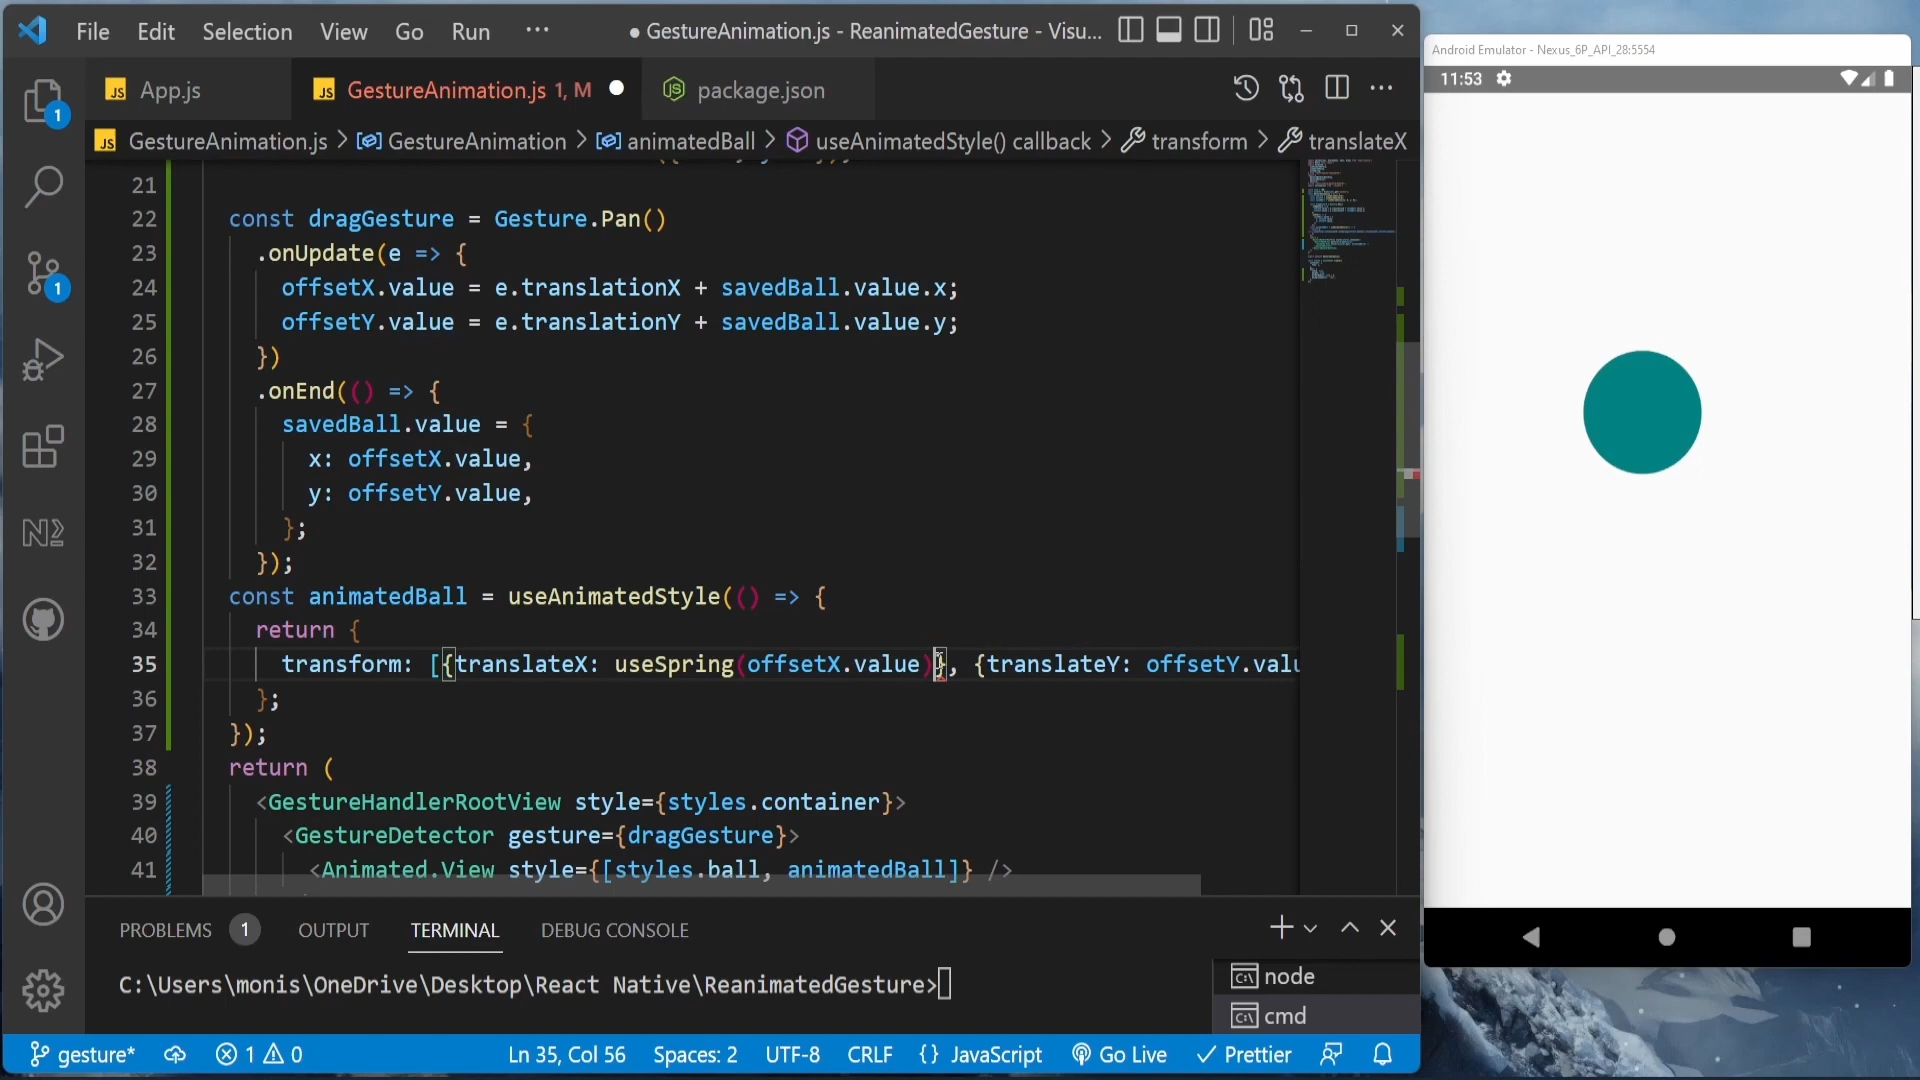 File Edit Selection View Go Run ··· ● GestureAnimation.js - ReanimatedGesture - Visu...
Android Emulator - Nexus_6P_API_28:5554
11:53
JS App.js JS GestureAnimation.js 1, M ● package.json
JS GestureAnimation.js > GestureAnimation > animatedBall > useAnimatedStyle() callback > transform > translateX
21
22 const dragGesture = Gesture.Pan()
23 .onUpdate(e => {
24 offsetX.value = e.translationX + savedBall.value.x;
25 offsetY.value = e.translationY + savedBall.value.y;
26 })
27 .onEnd(() => {
28 savedBall.value = {
29 x: offsetX.value,
30 y: offsetY.value,
31 };
32 });
33 const animatedBall = useAnimatedStyle(() => {
34 return {
35 transform: [{translateX: useSpring(offsetX.value)}, {translateY: offsetY.valu
36 };
37 });
38 return (
39 <GestureHandlerRootView style={styles.container}>
40 <GestureDetector gesture={dragGesture}>
41 <Animated.View style={[styles.ball, animatedBall]} />
PROBLEMS 1 OUTPUT TERMINAL DEBUG CONSOLE
C:\Users\monis\OneDrive\Desktop\React Native\ReanimatedGesture>
node
cmd
gesture* 1 0 Ln 35, Col 56 Spaces: 2 UTF-8 CRLF {} JavaScript Go Live Prettier